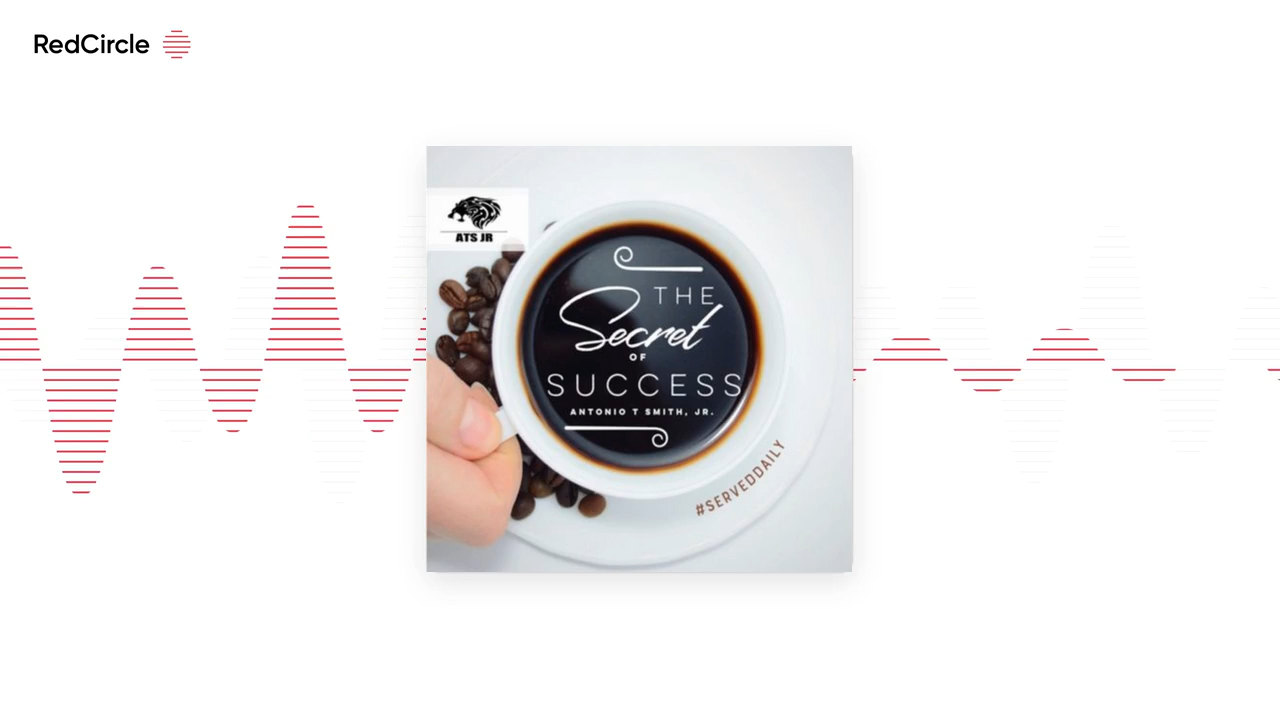 RedCircle
ATS JR
THE
Secret
OF
SUCCESS
ANTONIO T SMITH, JR.
#SERVEDDAILY